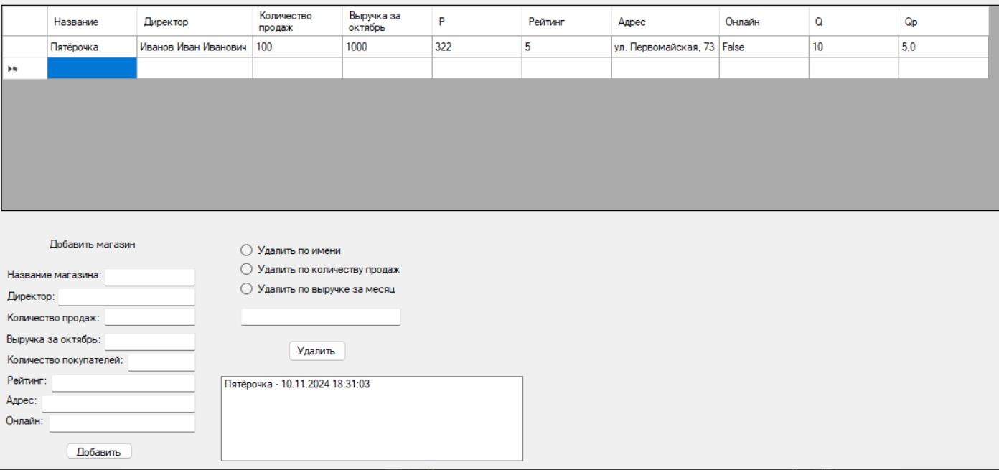 Название Директор Количество продаж Выручка за октябрь P Рейтинг Адрес Онлайн Q Qp
Пятёрочка Иванов Иван Иванович 100 1000 322 5 ул. Первомайская, 73 False 10 5,0
Добавить магазин
Название магазина:
Директор:
Количество продаж:
Выручка за октябрь:
Количество покупателей:
Рейтинг:
Адрес:
Онлайн:
Добавить
Удалить по имени
Удалить по количеству продаж
Удалить по выручке за месяц
Удалить
Пятёрочка - 10.11.2024 18:31:03